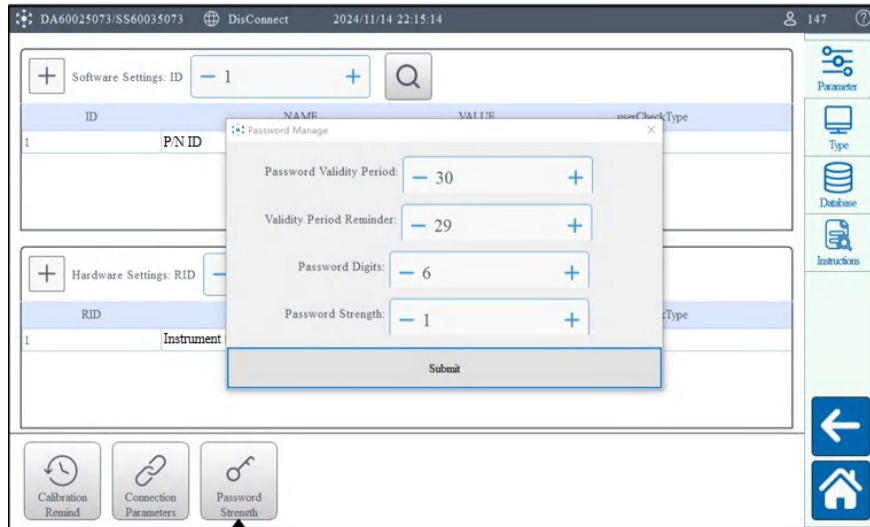 DA60025073/SS60035073 DisConnect 2024/11/14 22:15:14 147
Software Settings: ID 1
ID NAME VALUE userCheckType
1 P/N ID
Password Manage
Password Validity Period: 30
Validity Period Reminder: 29
Password Digits: 6
Password Strength: 1
Submit
Hardware Settings: RID
RID kType
1 Instrument
Parameter
Type
Database
Instructions
Calibration
Remind
Connection
Parameters
Password
Strength